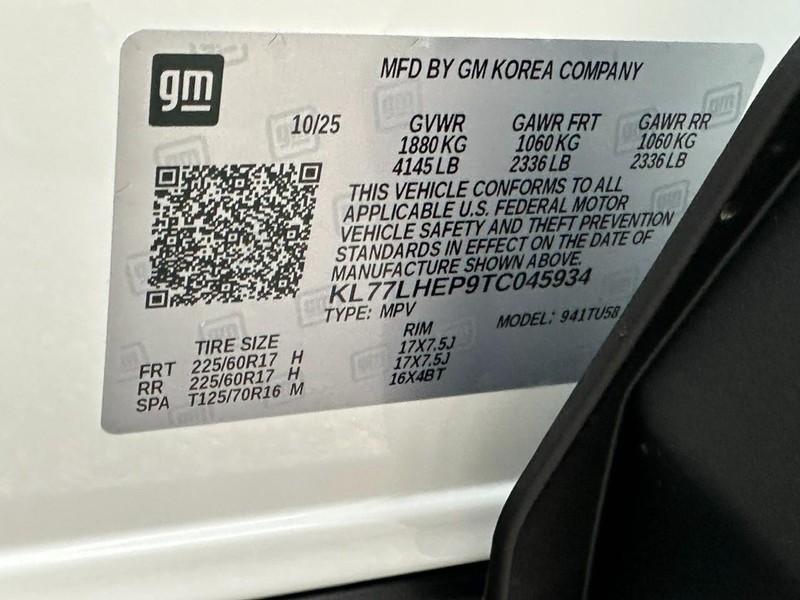 gm
MFD BY GM KOREA COMPANY
10/25 GVWR GAWR FRT GAWR RR
1880 KG 1060 KG 1060 KG
4145 LB 2336 LB 2336 LB
THIS VEHICLE CONFORMS TO ALL
APPLICABLE U.S. FEDERAL MOTOR
VEHICLE SAFETY AND THEFT PREVENTION
STANDARDS IN EFFECT ON THE DATE OF
MANUFACTURE SHOWN ABOVE.
KL77LHEP9TC045934
TYPE: MPV MODEL: 941TU58
TIRE SIZE RIM
FRT 225/60R17 H 17X7.5J
RR 225/60R17 H 17X7.5J
SPA T125/70R16 M 16X4BT